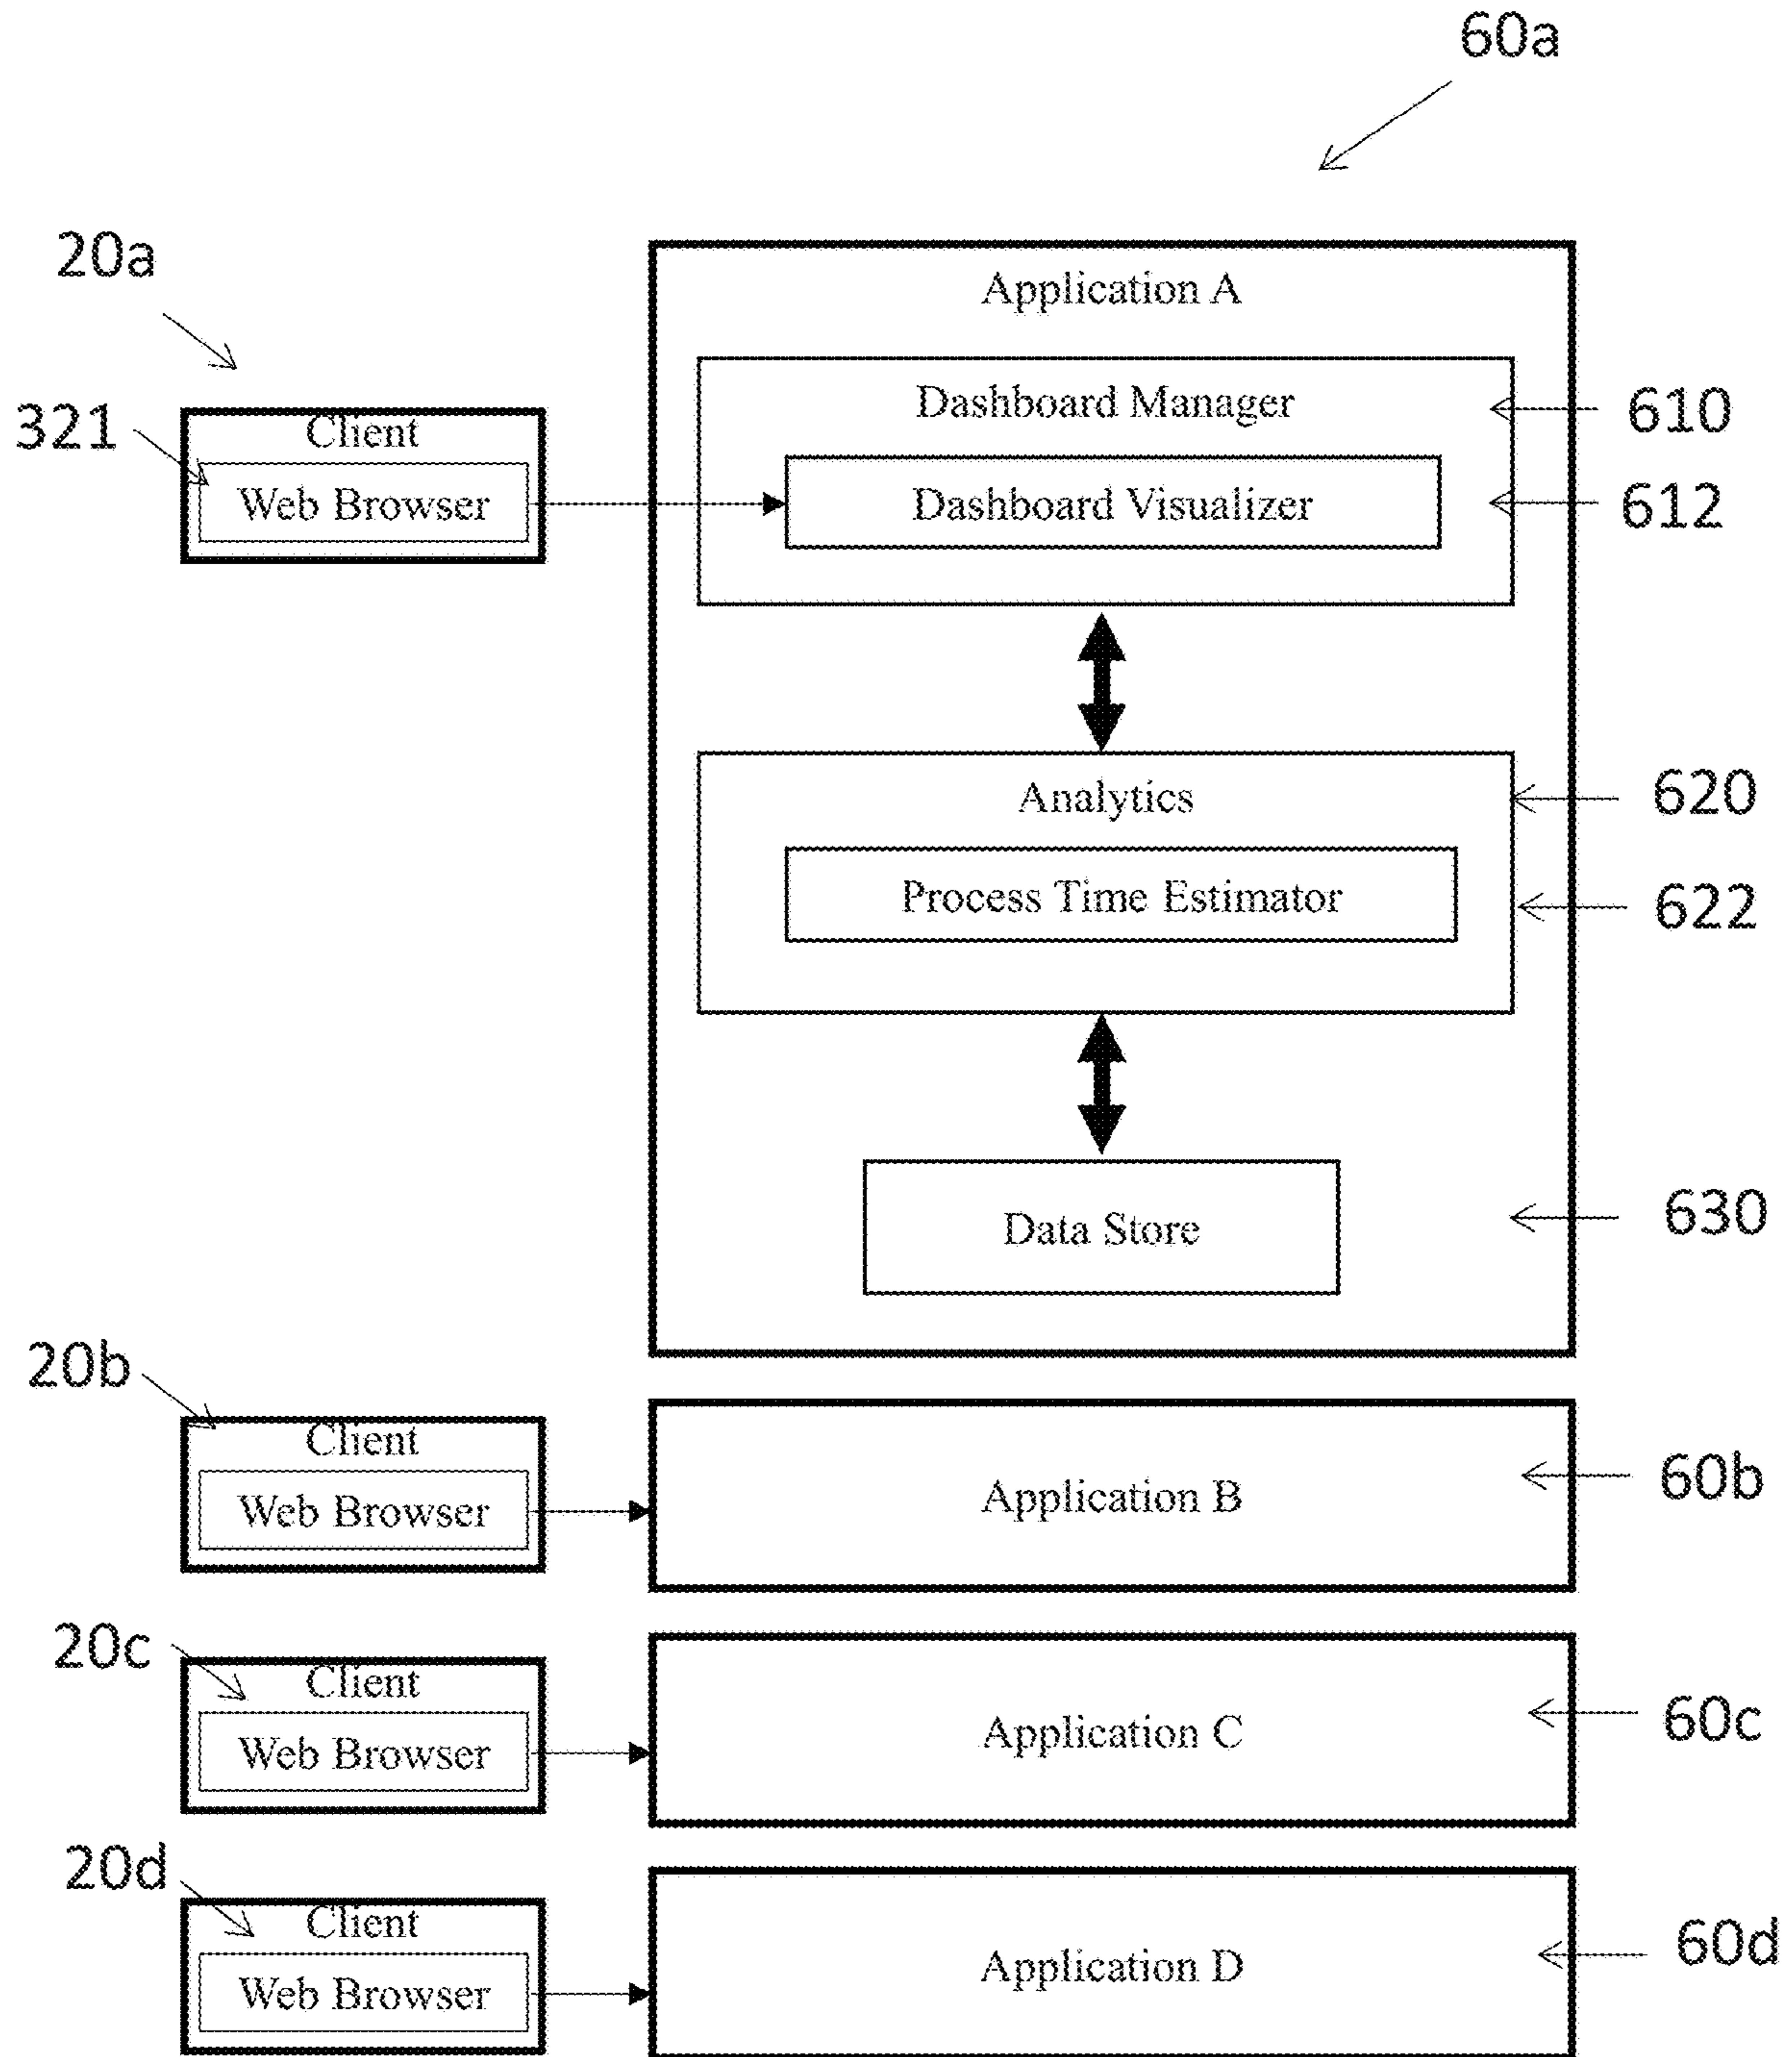 60a
20a
Application A
321
Client
Web Browser
Dashboard Manager
610
Dashboard Visualizer
612
Analytics
620
Process Time Estimator
622
Data Store
630
20b
Client
Web Browser
Application B
60b
20c
Client
Web Browser
Application C
60c
20d
Client
Web Browser
Application D
60d